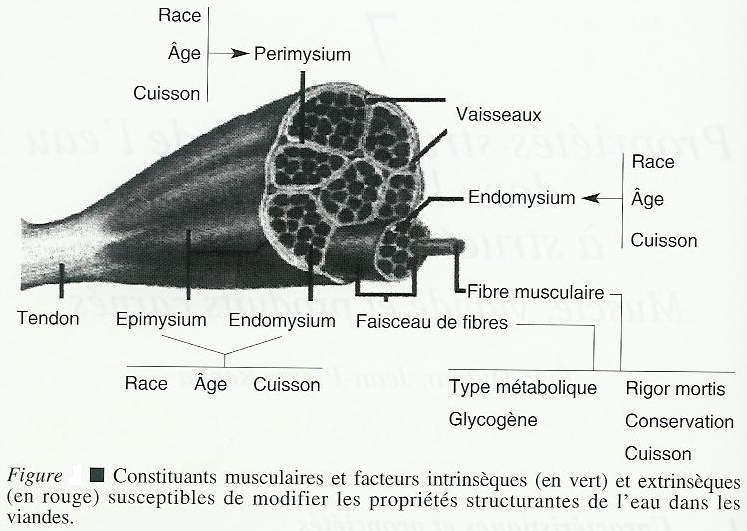 Race
Âge
Cuisson
Perimysium
Vaisseaux
Endomysium
Race
Âge
Cuisson
Fibre musculaire
Tendon
Epimysium
Endomysium
Faisceau de fibres
Race Âge Cuisson
Type métabolique
Glycogène
Rigor mortis
Conservation
Cuisson
Figure ■ Constituants musculaires et facteurs intrinsèques (en vert) et extrinsèques
(en rouge) susceptibles de modifier les propriétés structurantes de l'eau dans les
viandes.